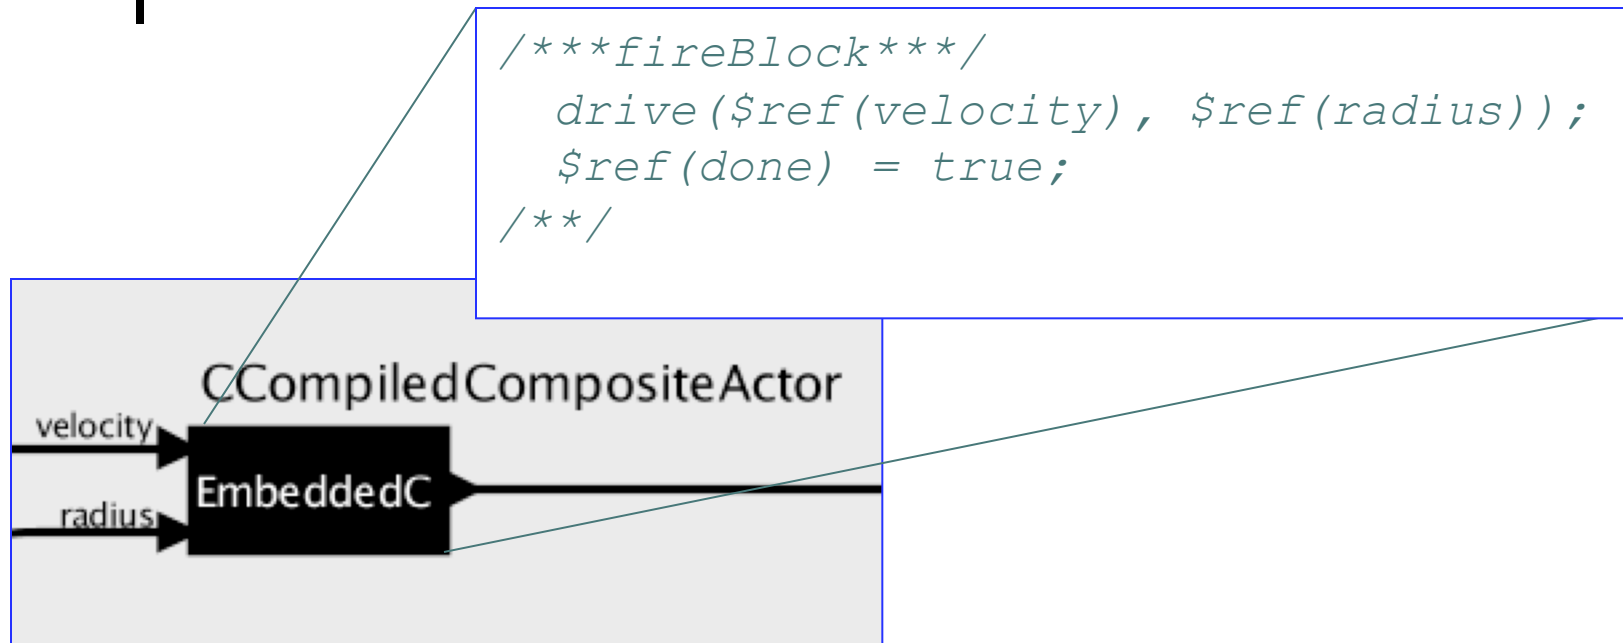 /***fireBlock***/
drive($ref(velocity), $ref(radius));
$ref(done) = true;
/**/
CCompiledCompositeActor
velocity
EmbeddedC
radius